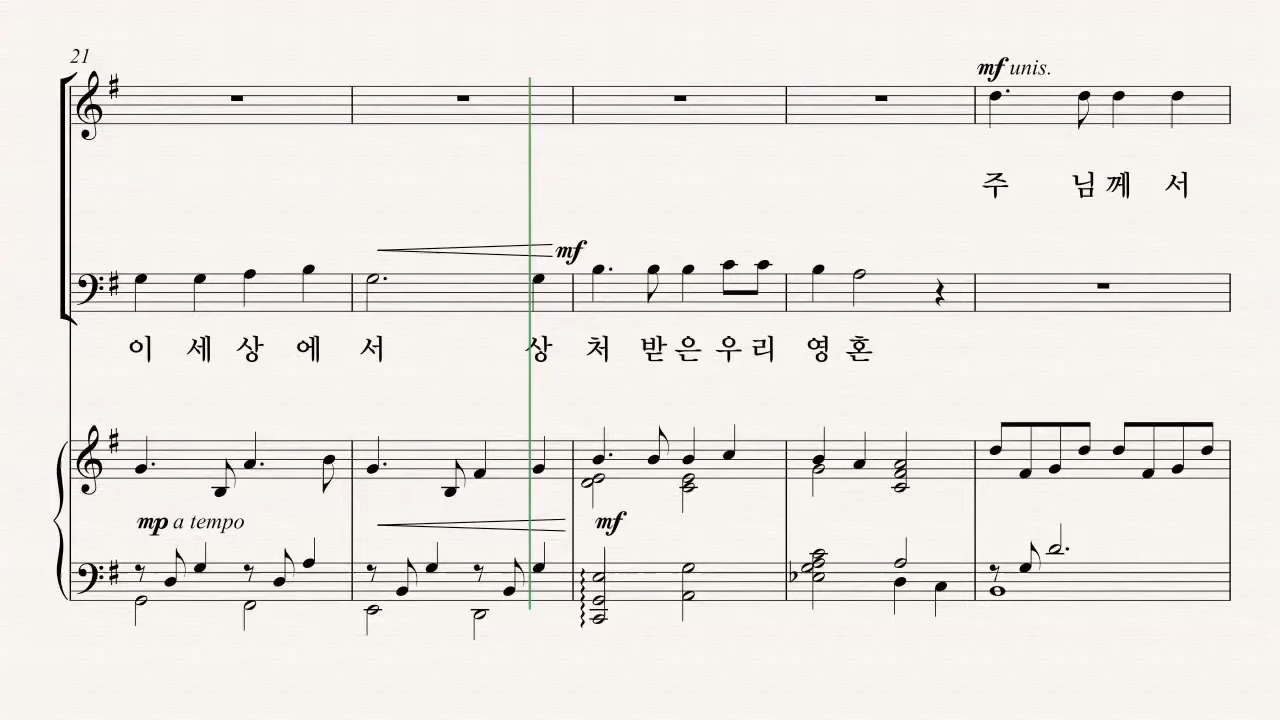 21
mf unis.
주 님 께 서
mf
이 세 상 에 서 상 처 받 은 우 리 영 혼
mp a tempo mf